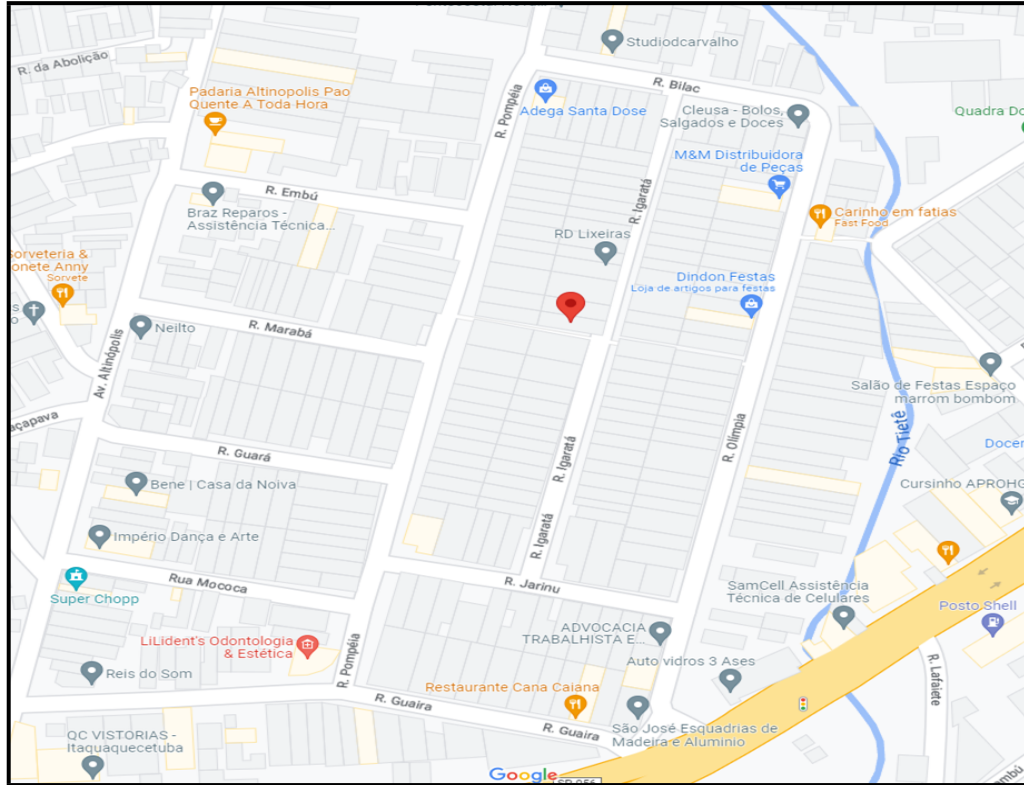 Studiodcarvalho
R. da Abolição
R. Bilac
Padaria Altinopolis Pao
Quente A Toda Hora
R. Pompéia
Adega Santa Dose
Cleusa - Bolos,
Salgados e Doces
Quadra Do
M&M Distribuidora
de Peças
R. Embú
R. Igaratá
Braz Reparos -
Assistência Técnica...
Carinho em fatias
Fast Food
RD Lixeiras
sorveteria &
onete Anny
Sorvete
Dindon Festas
Loja de artigos para festas
Neilto
R. Marabá
Av. Altinópolis
Salão de Festas Espaço
marrom bombom
açapava
R. Olímpia
Rio Tietê
R. Guará
R. Igaratá
Docer
Bene | Casa da Noiva
Cursinho APROHG
Império Dança e Arte
R. Igaratá
Rua Mococa
R. Jarinu
SamCell Assistência
Técnica de Celulares
Super Chopp
Posto Shell
ADVOCACIA
TRABALHISTA E...
LiLident's Odontologia
& Estética
R. Pompéia
Auto vidros 3 Ases
R. Lafaiete
Reis do Som
Restaurante Cana Caiana
R. Guaira
R. Guaira
São José Esquadrias de
Madeira e Aluminio
QC VISTORIAS -
Itaquaquecetuba
Google